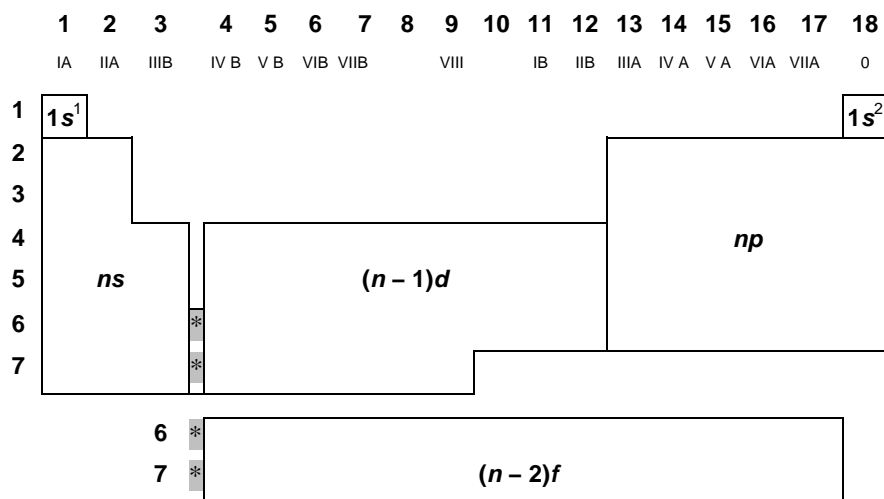 1 2 3 4 5 6 7 8 9 10 11 12 13 14 15 16 17 18
IA IIA IIIB IV B V B VIB VIIB VIII IB IIB IIIA IV A V A VIA VIIA 0
1 1s¹ 1s²
2
3
4 np
5 ns (n – 1)d
6 *
7 *
6 *
7 * (n – 2)f